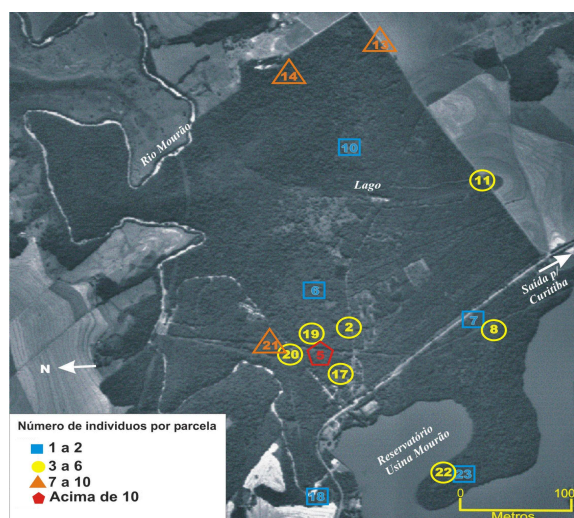 13
14
Rio Mourão
10
11
Lago
Saída p/
Curitiba
6
7
8
19
2
21
20
5
17
N
Número de individuos por parcela
1 a 2
3 a 6
7 a 10
Acima de 10
Reservatório
Usina Mourão
22
23
18
0
100
Metros